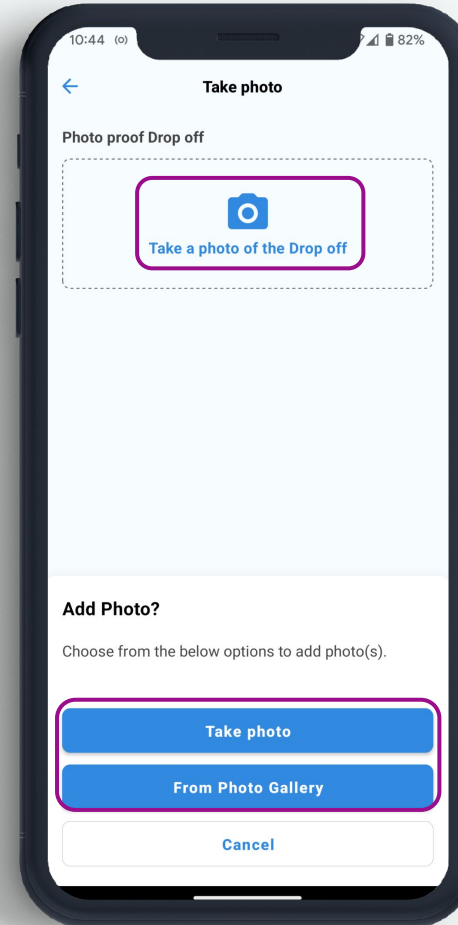 10:44 (o) 82%
Take photo
Photo proof Drop off
Take a photo of the Drop off
Add Photo?
Choose from the below options to add photo(s).
Take photo
From Photo Gallery
Cancel